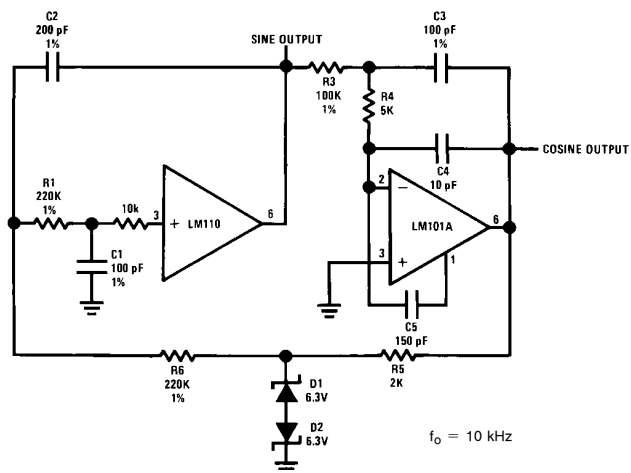 C2
200 pF
1%
SINE OUTPUT
C3
100 pF
1%
R3
100K
1%
R4
5K
COSINE OUTPUT
C4
10 pF
R1
220K
1%
10k
3
+
LM110
6
2
−
LM101A
6
3
+
1
C1
100 pF
1%
C5
150 pF
R6
220K
1%
R5
2K
D1
6.3V
D2
6.3V
fo = 10 kHz